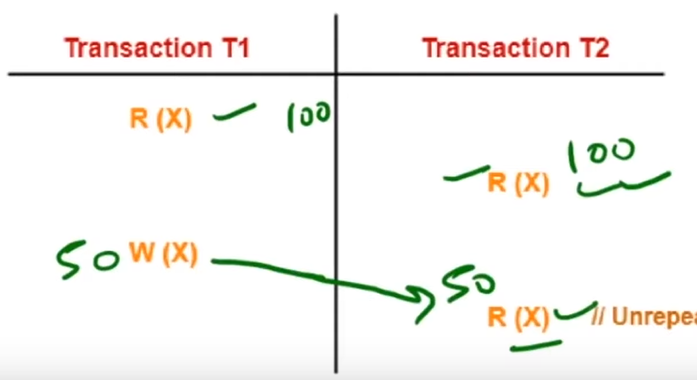 Transaction T1 Transaction T2
R (X) 100
100
R (X)
50 W (X)
50
R (X) // Unrepea